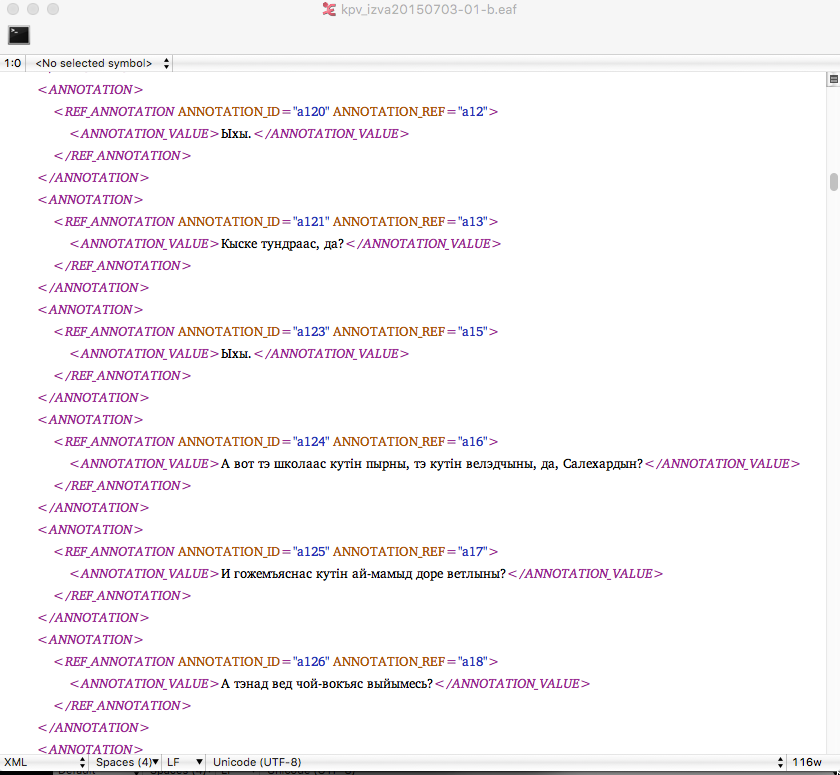 kpv_izva20150703-01-b.eaf
1:0 <No selected symbol>
<ANNOTATION>
<REF_ANNOTATION ANNOTATION_ID="a120" ANNOTATION_REF="a12">
<ANNOTATION_VALUE>Ыхы.</ANNOTATION_VALUE>
</REF_ANNOTATION>
</ANNOTATION>
<ANNOTATION>
<REF_ANNOTATION ANNOTATION_ID="a121" ANNOTATION_REF="a13">
<ANNOTATION_VALUE>Кыске тундраас, да?</ANNOTATION_VALUE>
</REF_ANNOTATION>
</ANNOTATION>
<ANNOTATION>
<REF_ANNOTATION ANNOTATION_ID="a123" ANNOTATION_REF="a15">
<ANNOTATION_VALUE>Ыхы.</ANNOTATION_VALUE>
</REF_ANNOTATION>
</ANNOTATION>
<ANNOTATION>
<REF_ANNOTATION ANNOTATION_ID="a124" ANNOTATION_REF="a16">
<ANNOTATION_VALUE>А вот тэ школаас кутін пырны, тэ кутін велэдчыны, да, Салехардын?</ANNOTATION_VALUE>
</REF_ANNOTATION>
</ANNOTATION>
<ANNOTATION>
<REF_ANNOTATION ANNOTATION_ID="a125" ANNOTATION_REF="a17">
<ANNOTATION_VALUE>И гожемъяснас кутін ай-мамыд доре ветлыны?</ANNOTATION_VALUE>
</REF_ANNOTATION>
</ANNOTATION>
<ANNOTATION>
<REF_ANNOTATION ANNOTATION_ID="a126" ANNOTATION_REF="a18">
<ANNOTATION_VALUE>А тэнад вед чой-вокъяс выйымесь?</ANNOTATION_VALUE>
</REF_ANNOTATION>
</ANNOTATION>
<ANNOTATION>
XML Spaces (4) LF Unicode (UTF-8) 116w